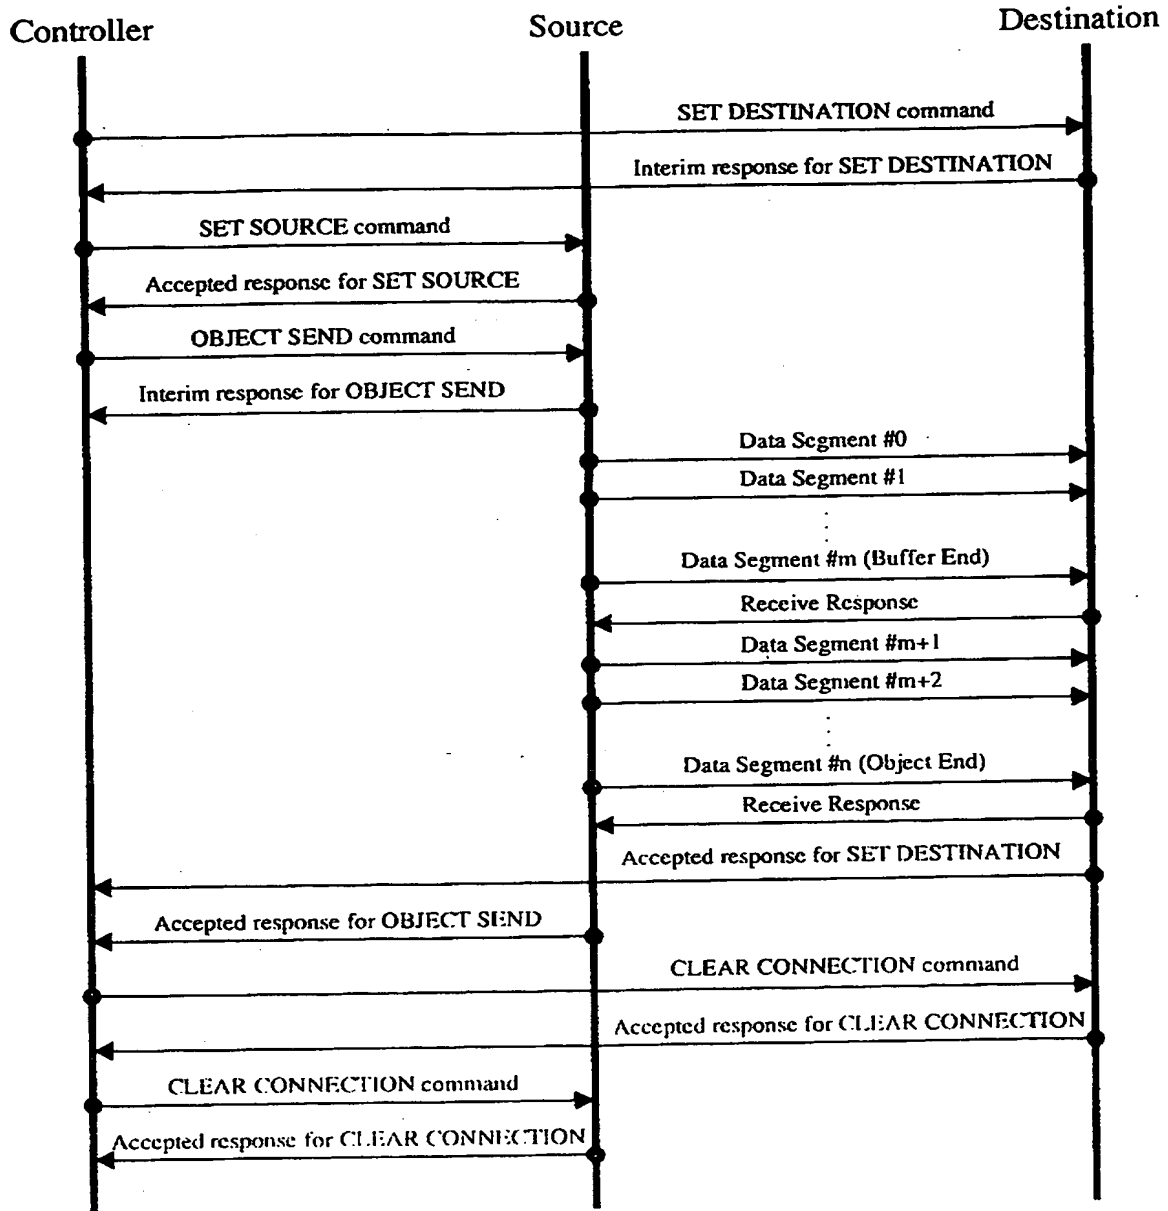 Controller
Source
Destination
SET DESTINATION command
Interim response for SET DESTINATION
SET SOURCE command
Accepted response for SET SOURCE
OBJECT SEND command
Interim response for OBJECT SEND
Data Segment #0
Data Segment #1
Data Segment #m (Buffer End)
Receive Response
Data Segment #m+1
Data Segment #m+2
Data Segment #n (Object End)
Receive Response
Accepted response for SET DESTINATION
Accepted response for OBJECT SEND
CLEAR CONNECTION command
Accepted response for CLEAR CONNECTION
CLEAR CONNECTION command
Accepted response for CLEAR CONNECTION